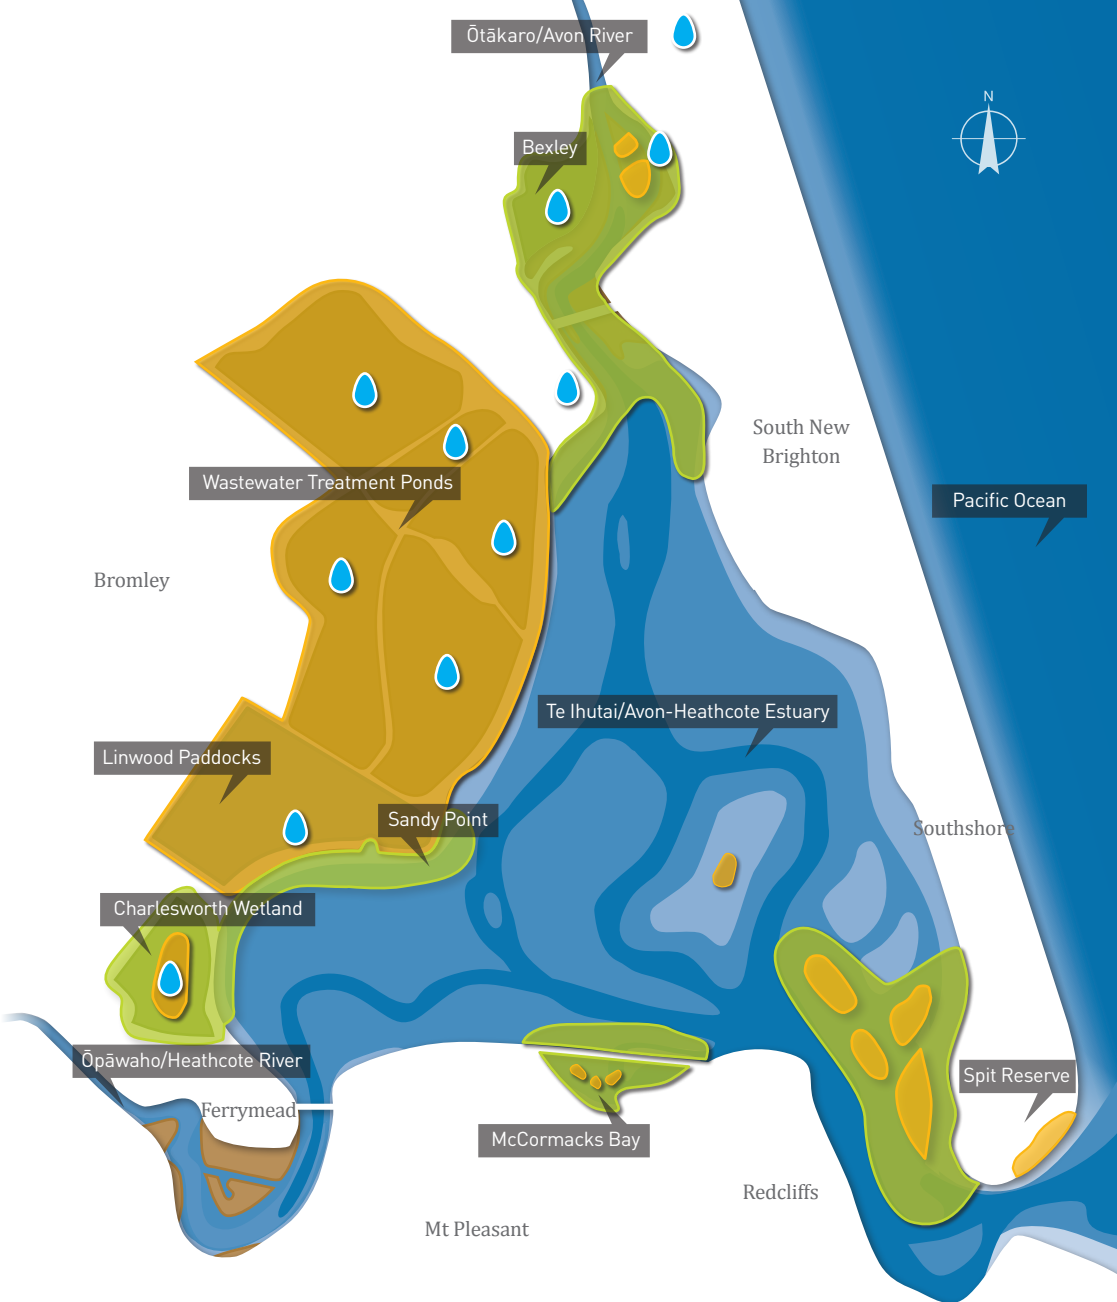 Ōtākaro/Avon River
N
Bexley
South New
Brighton
Wastewater Treatment Ponds
Pacific Ocean
Bromley
Te Ihutai/Avon-Heathcote Estuary
Linwood Paddocks
Sandy Point
Southshore
Charlesworth Wetland
Ōpāwaho/Heathcote River
Spit Reserve
Ferrymead
McCormacks Bay
Redcliffs
Mt Pleasant